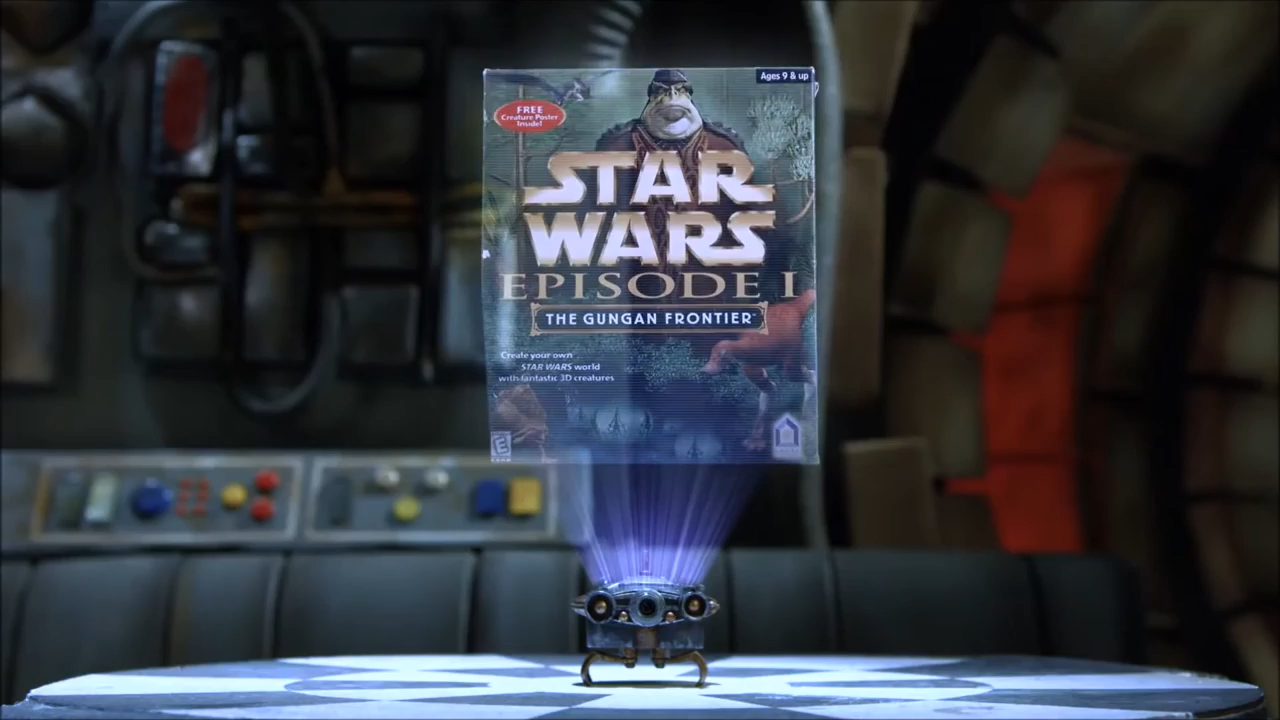 Ages 9 & up
FREE
Creature Poster
Inside!
STAR
WARS
EPISODE I
THE GUNGAN FRONTIER™
Create your own
STAR WARS world
with fantastic 3D creatures
E